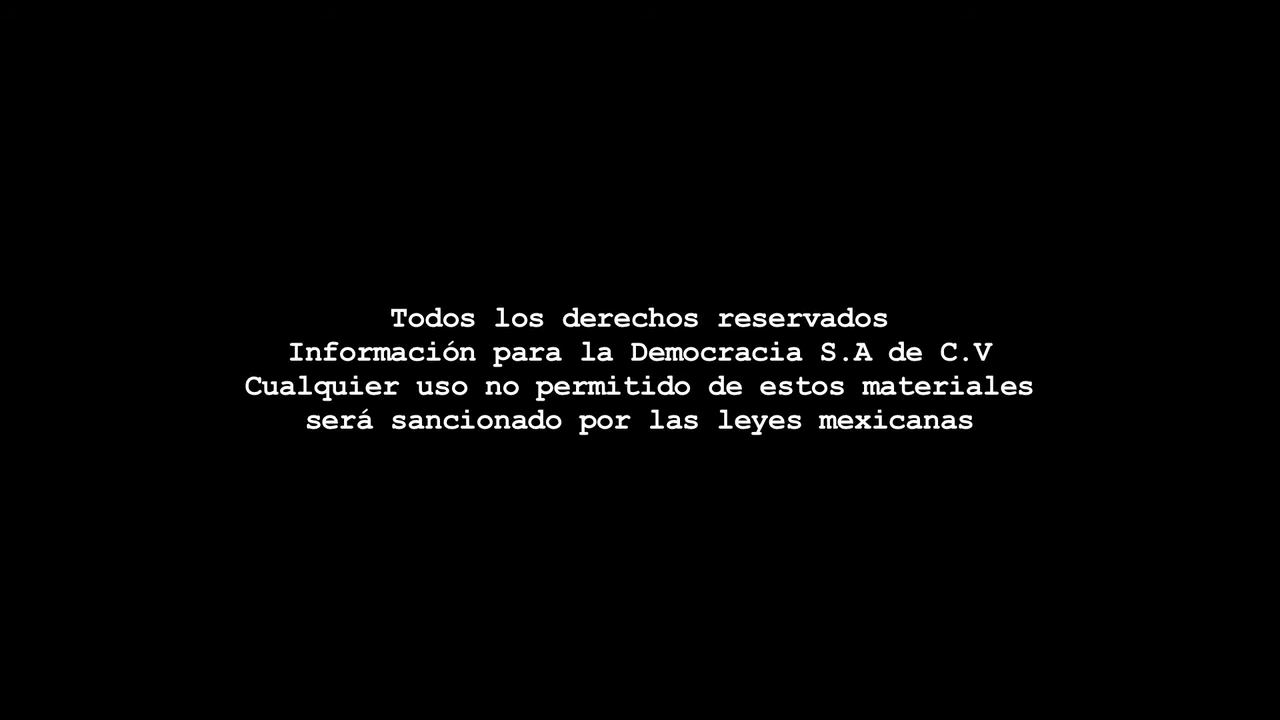 Todos los derechos reservados
Información para la Democracia S.A de C.V
Cualquier uso no permitido de estos materiales
será sancionado por las leyes mexicanas